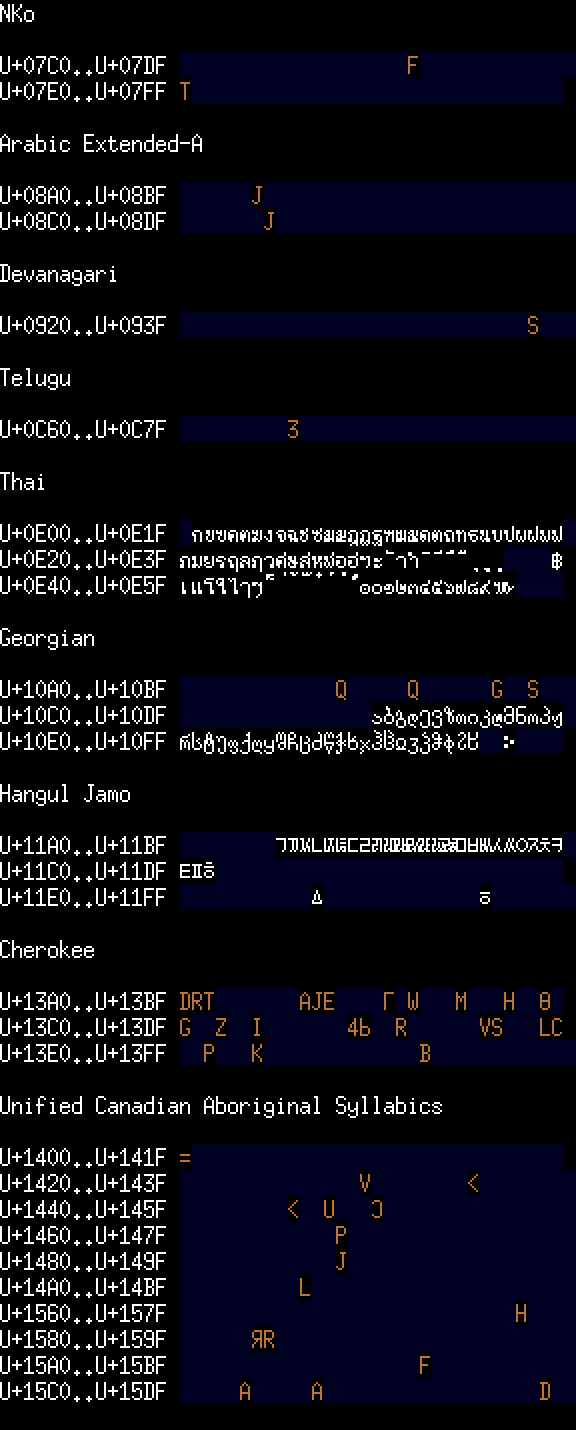 NKo
U+07C0..U+07DF F
U+07E0..U+07FF T
Arabic Extended-A
U+08A0..U+08BF J
U+08C0..U+08DF J
Devanagari
U+0920..U+093F S
Telugu
U+0C60..U+0C7F 3
Thai
U+0E00..U+0E1F กขฃคฅฆงจฉชซฌญฎฏฐฑฒณดตถทธนบปผฝพฟ
U+0E20..U+0E3F ภมยรฤลฦวศษสหฬอฮฯะ ัาำ ิ ี ึ ื ุ ู ฺ ฿
U+0E40..U+0E5F เแโใไๅๆ ็ ่ ้ ๊ ๋ ์ ํ ๎๏๐๑๒๓๔๕๖๗๘๙๚๛
Georgian
U+10A0..U+10BF Q Q G S
U+10C0..U+10DF აბგდევზთიკლმნოპჟ
U+10E0..U+10FF რსტუფქღყშჩცძწჭხჯჰჱჲჳჴჵჶჷჸ ჻
Hangul Jamo
U+11A0..U+11BF ᆨᆩᆪᆫᆬᆭᆮᆯᆰᆱᆲᆳᆴᆵᆶᆷᆸᆹᆺᆻᆼᆽᆾᆿ
U+11C0..U+11DF ᇀᇁᇂ
U+11E0..U+11FF ᇫ ᇹ
Cherokee
U+13A0..U+13BF DRT AJE Γ W M H θ
U+13C0..U+13DF G Z I 4b R VS LC
U+13E0..U+13FF P K B
Unified Canadian Aboriginal Syllabics
U+1400..U+141F =
U+1420..U+143F V <
U+1440..U+145F < U Ɔ
U+1460..U+147F P
U+1480..U+149F J
U+14A0..U+14BF L
U+1560..U+157F H
U+1580..U+159F ЯR
U+15A0..U+15BF F
U+15C0..U+15DF A A D